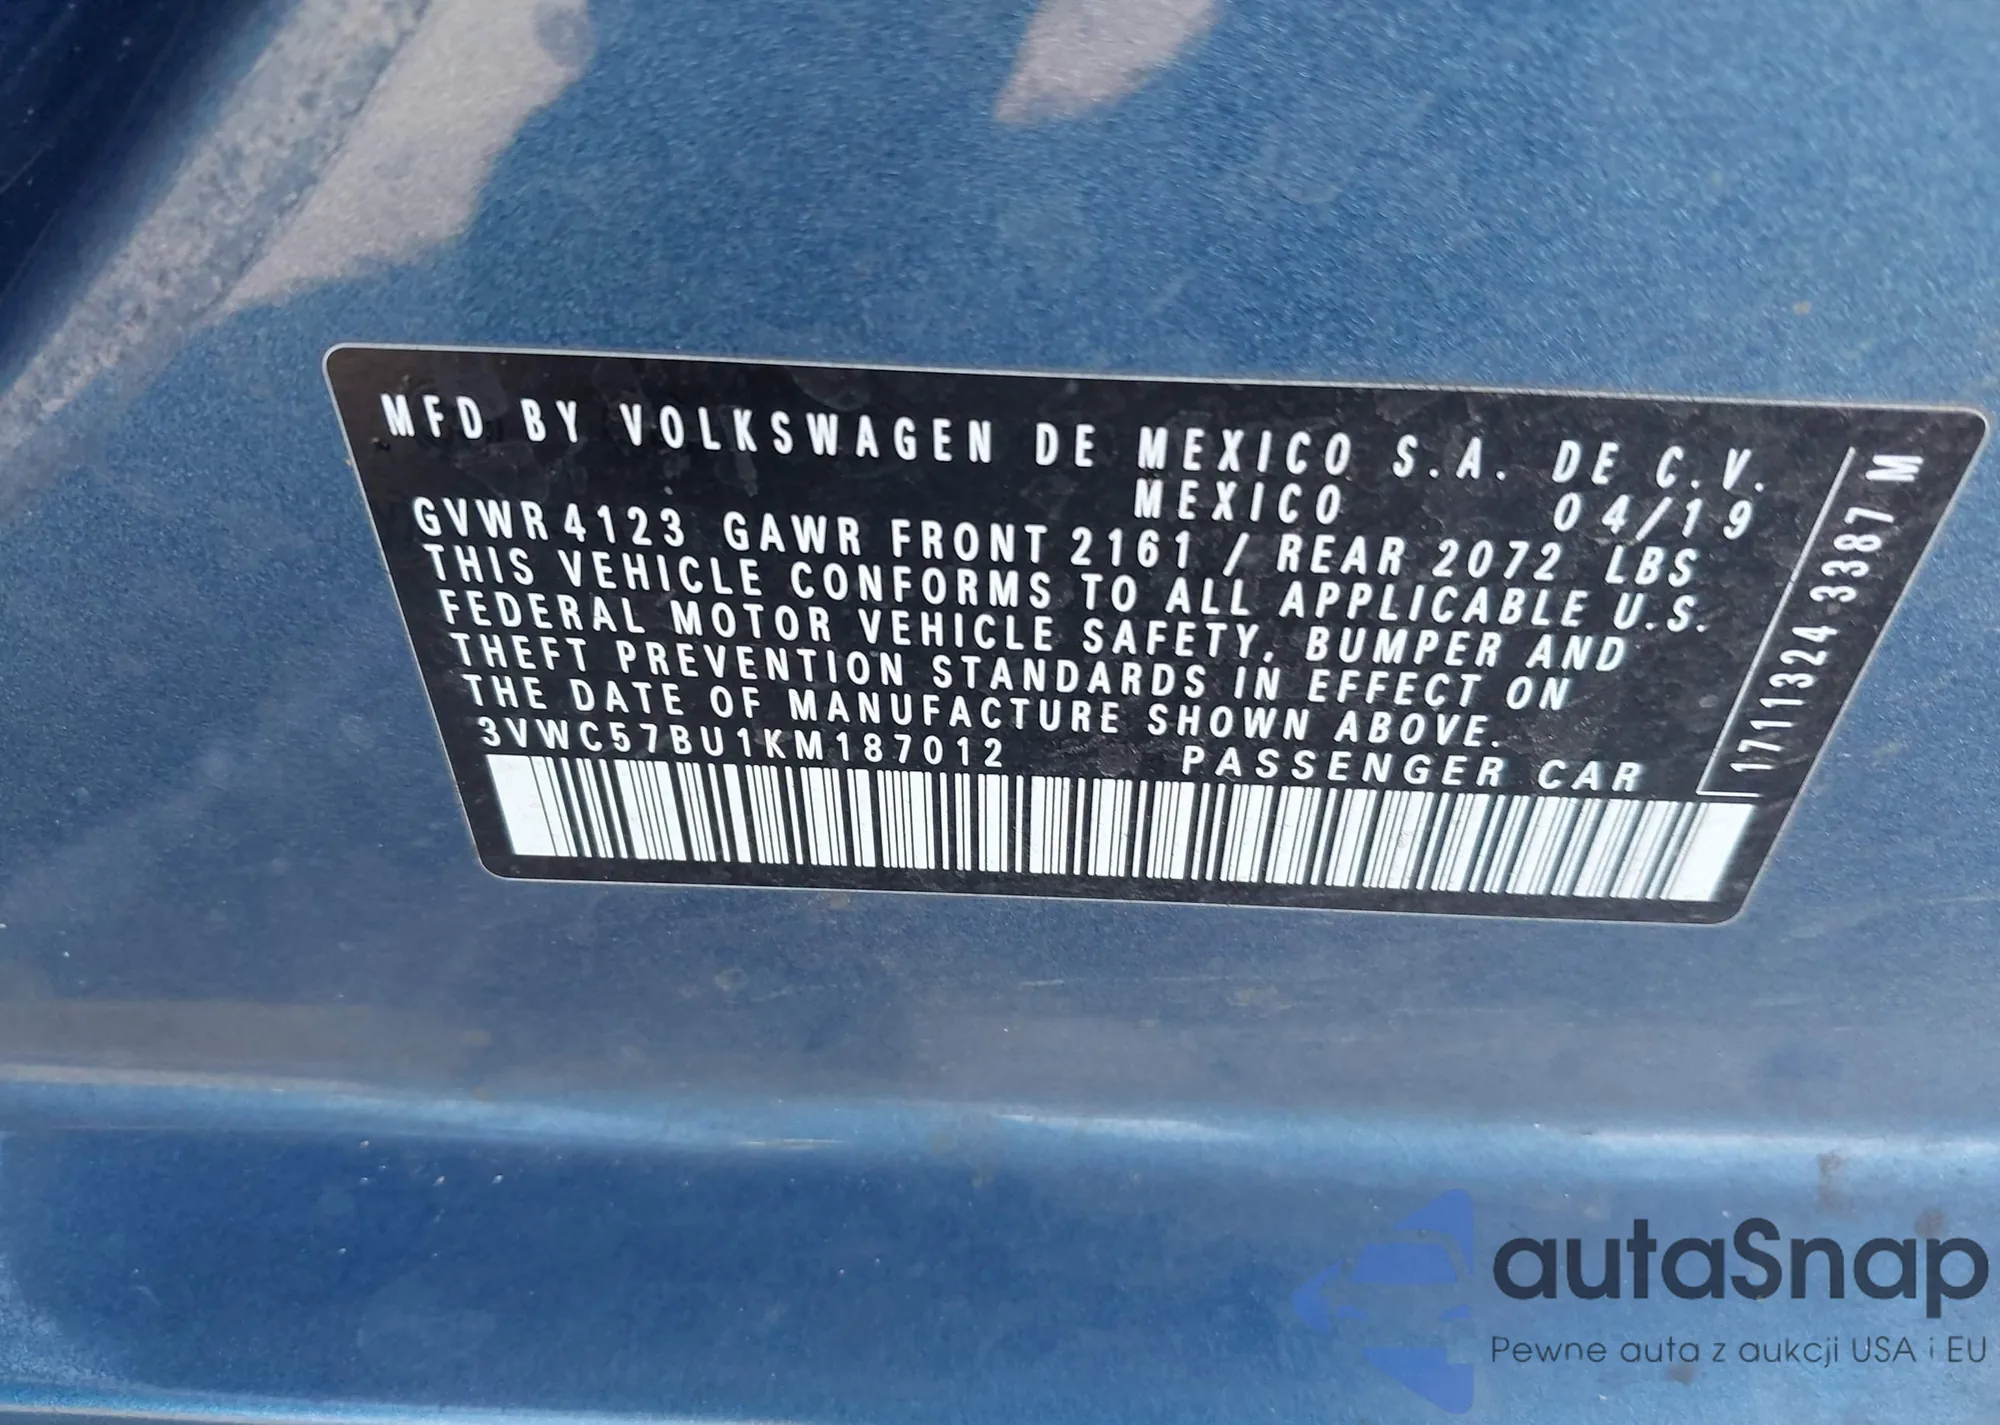 MFD BY VOLKSWAGEN DE MEXICO S.A. DE C.V.
MEXICO 04/19
GVWR 4123 GAWR FRONT 2161 / REAR 2072 LBS
THIS VEHICLE CONFORMS TO ALL APPLICABLE U.S.
FEDERAL MOTOR VEHICLE SAFETY, BUMPER AND
THEFT PREVENTION STANDARDS IN EFFECT ON
THE DATE OF MANUFACTURE SHOWN ABOVE.
3VWC57BU1KM187012 PASSENGER CAR
1711324 3387 M
autaSnap
Pewne auta z aukcji USA i EU